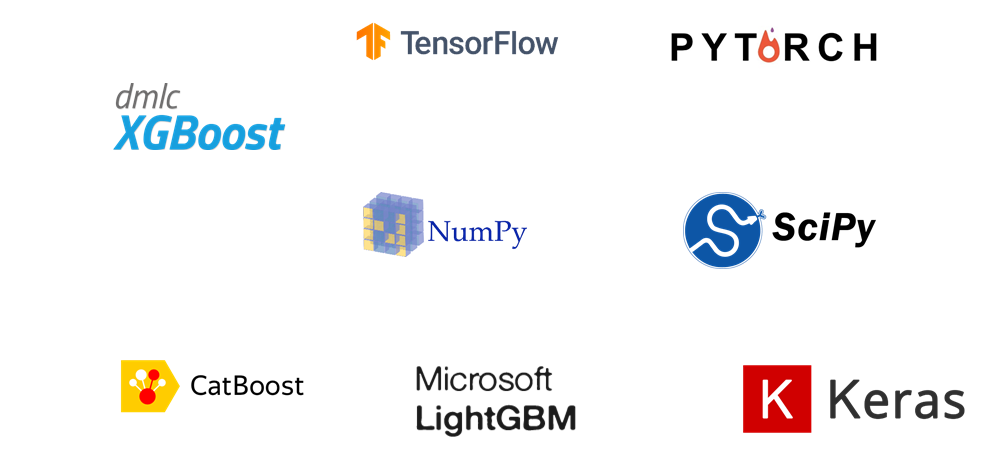 TensorFlow
PYTORCH
dmlc
XGBoost
NumPy
SciPy
CatBoost
Microsoft
LightGBM
K Keras